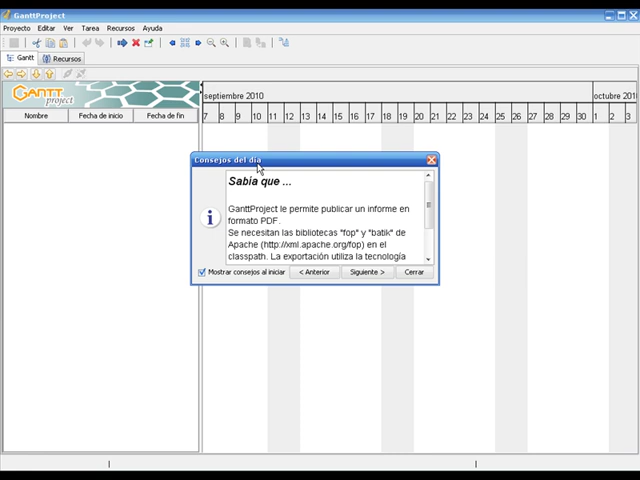 GanttProject
Proyecto Editar Ver Tarea Recursos Ayuda
Gantt Recursos
GANTT project
septiembre 2010 octubre 201
Nombre Fecha de inicio Fecha de fin
7 8 9 10 11 12 13 14 15 16 17 18 19 20 21 22 23 24 25 26 27 28 29 30 1 2 3
Consejos del dia
Sabia que ...
GanttProject le permite publicar un informe en
formato PDF.
Se necesitan las bibliotecas "fop" y "batik" de
Apache (http://xml.apache.org/fop) en el
classpath. La exportación utiliza la tecnología
Mostrar consejos al iniciar < Anterior Siguiente > Cerrar